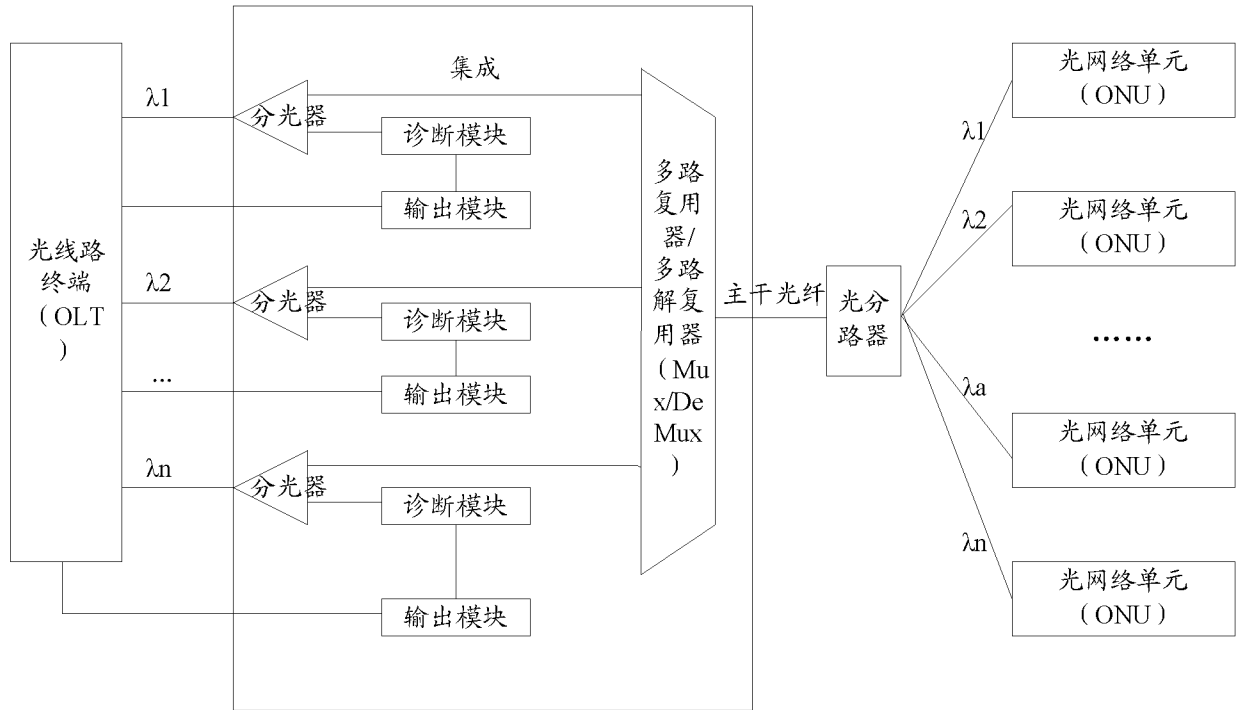 光线路
终端
（OLT
）
λ1
λ2
...
λn
集成
分光器
诊断模块
输出模块
分光器
诊断模块
输出模块
分光器
诊断模块
输出模块
多路
复用
器/
多路
解复
用器
（Mu
x/De
Mux
）
主干光纤
光分
路器
λ1
λ2
λa
λn
光网络单元
（ONU）
光网络单元
（ONU）
……
光网络单元
（ONU）
光网络单元
（ONU）